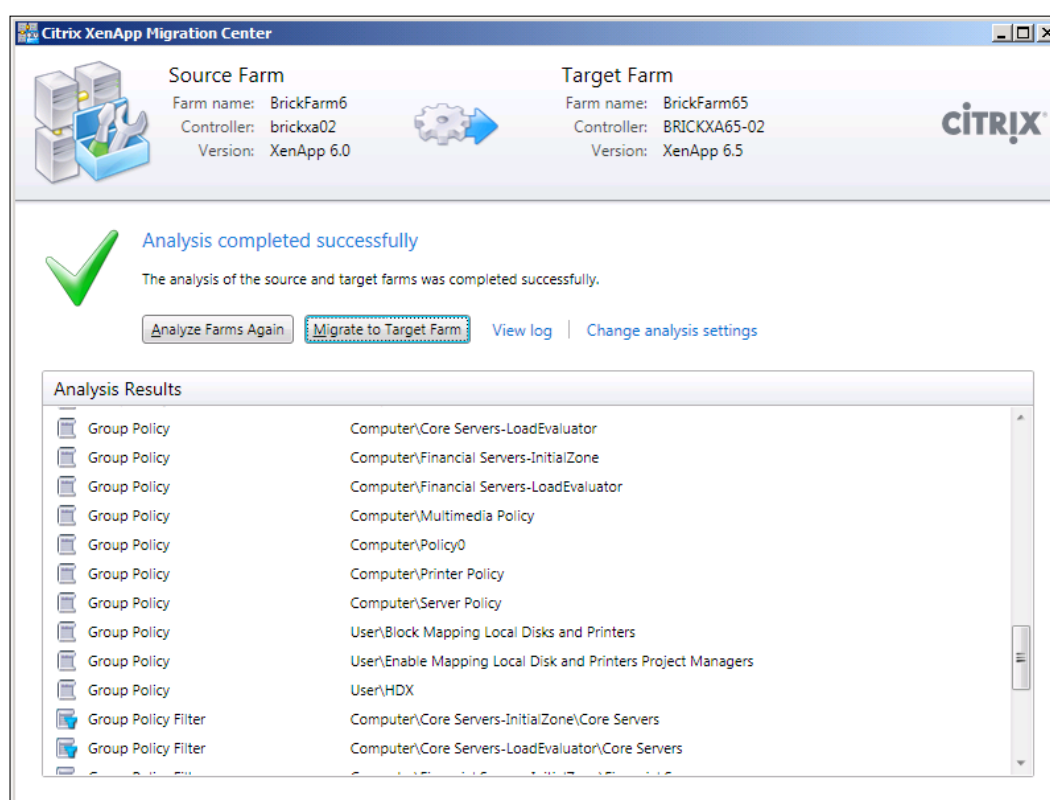 Citrix XenApp Migration Center
Source Farm
Farm name: BrickFarm6
Controller: brickxa02
Version: XenApp 6.0
Target Farm
Farm name: BrickFarm65
Controller: BRICKXA65-02
Version: XenApp 6.5
CITRIX
Analysis completed successfully
The analysis of the source and target farms was completed successfully.
Analyze Farms Again Migrate to Target Farm View log Change analysis settings
Analysis Results
Group Policy Computer\Core Servers-LoadEvaluator
Group Policy Computer\Financial Servers-InitialZone
Group Policy Computer\Financial Servers-LoadEvaluator
Group Policy Computer\Multimedia Policy
Group Policy Computer\Policy0
Group Policy Computer\Printer Policy
Group Policy Computer\Server Policy
Group Policy User\Block Mapping Local Disks and Printers
Group Policy User\Enable Mapping Local Disk and Printers Project Managers
Group Policy User\HDX
Group Policy Filter Computer\Core Servers-InitialZone\Core Servers
Group Policy Filter Computer\Core Servers-LoadEvaluator\Core Servers